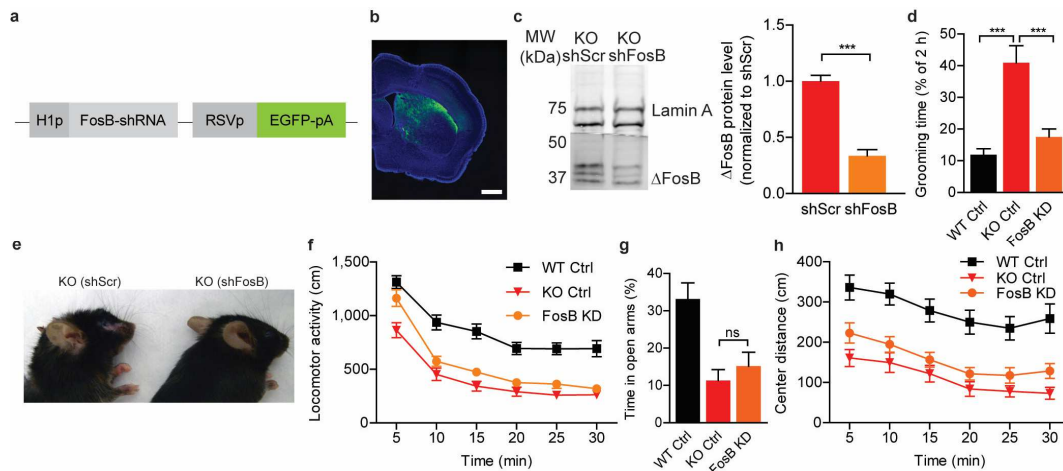 a
H1p
FosB-shRNA
RSVp
EGFP-pA
b
c
MW
(kDa)
KO
shScr
KO
shFosB
75
50
37
Lamin A
ΔFosB
ΔFosB protein level
(normalized to shScr)
1.5
1.0
0.5
0.0
***
shScr
shFosB
d
Grooming time (% of 2 h)
50
40
30
20
10
0
***
***
WT Ctrl
KO Ctrl
FosB KD
e
KO (shScr)
KO (shFosB)
f
Locomotor activity (cm)
1,500
1,000
500
0
WT Ctrl
KO Ctrl
FosB KD
5
10
15
20
25
30
Time (min)
g
Time in open arms (%)
40
30
20
10
0
ns
WT Ctrl
KO Ctrl
FosB KD
h
Center distance (cm)
400
300
200
100
0
WT Ctrl
KO Ctrl
FosB KD
5
10
15
20
25
30
Time (min)